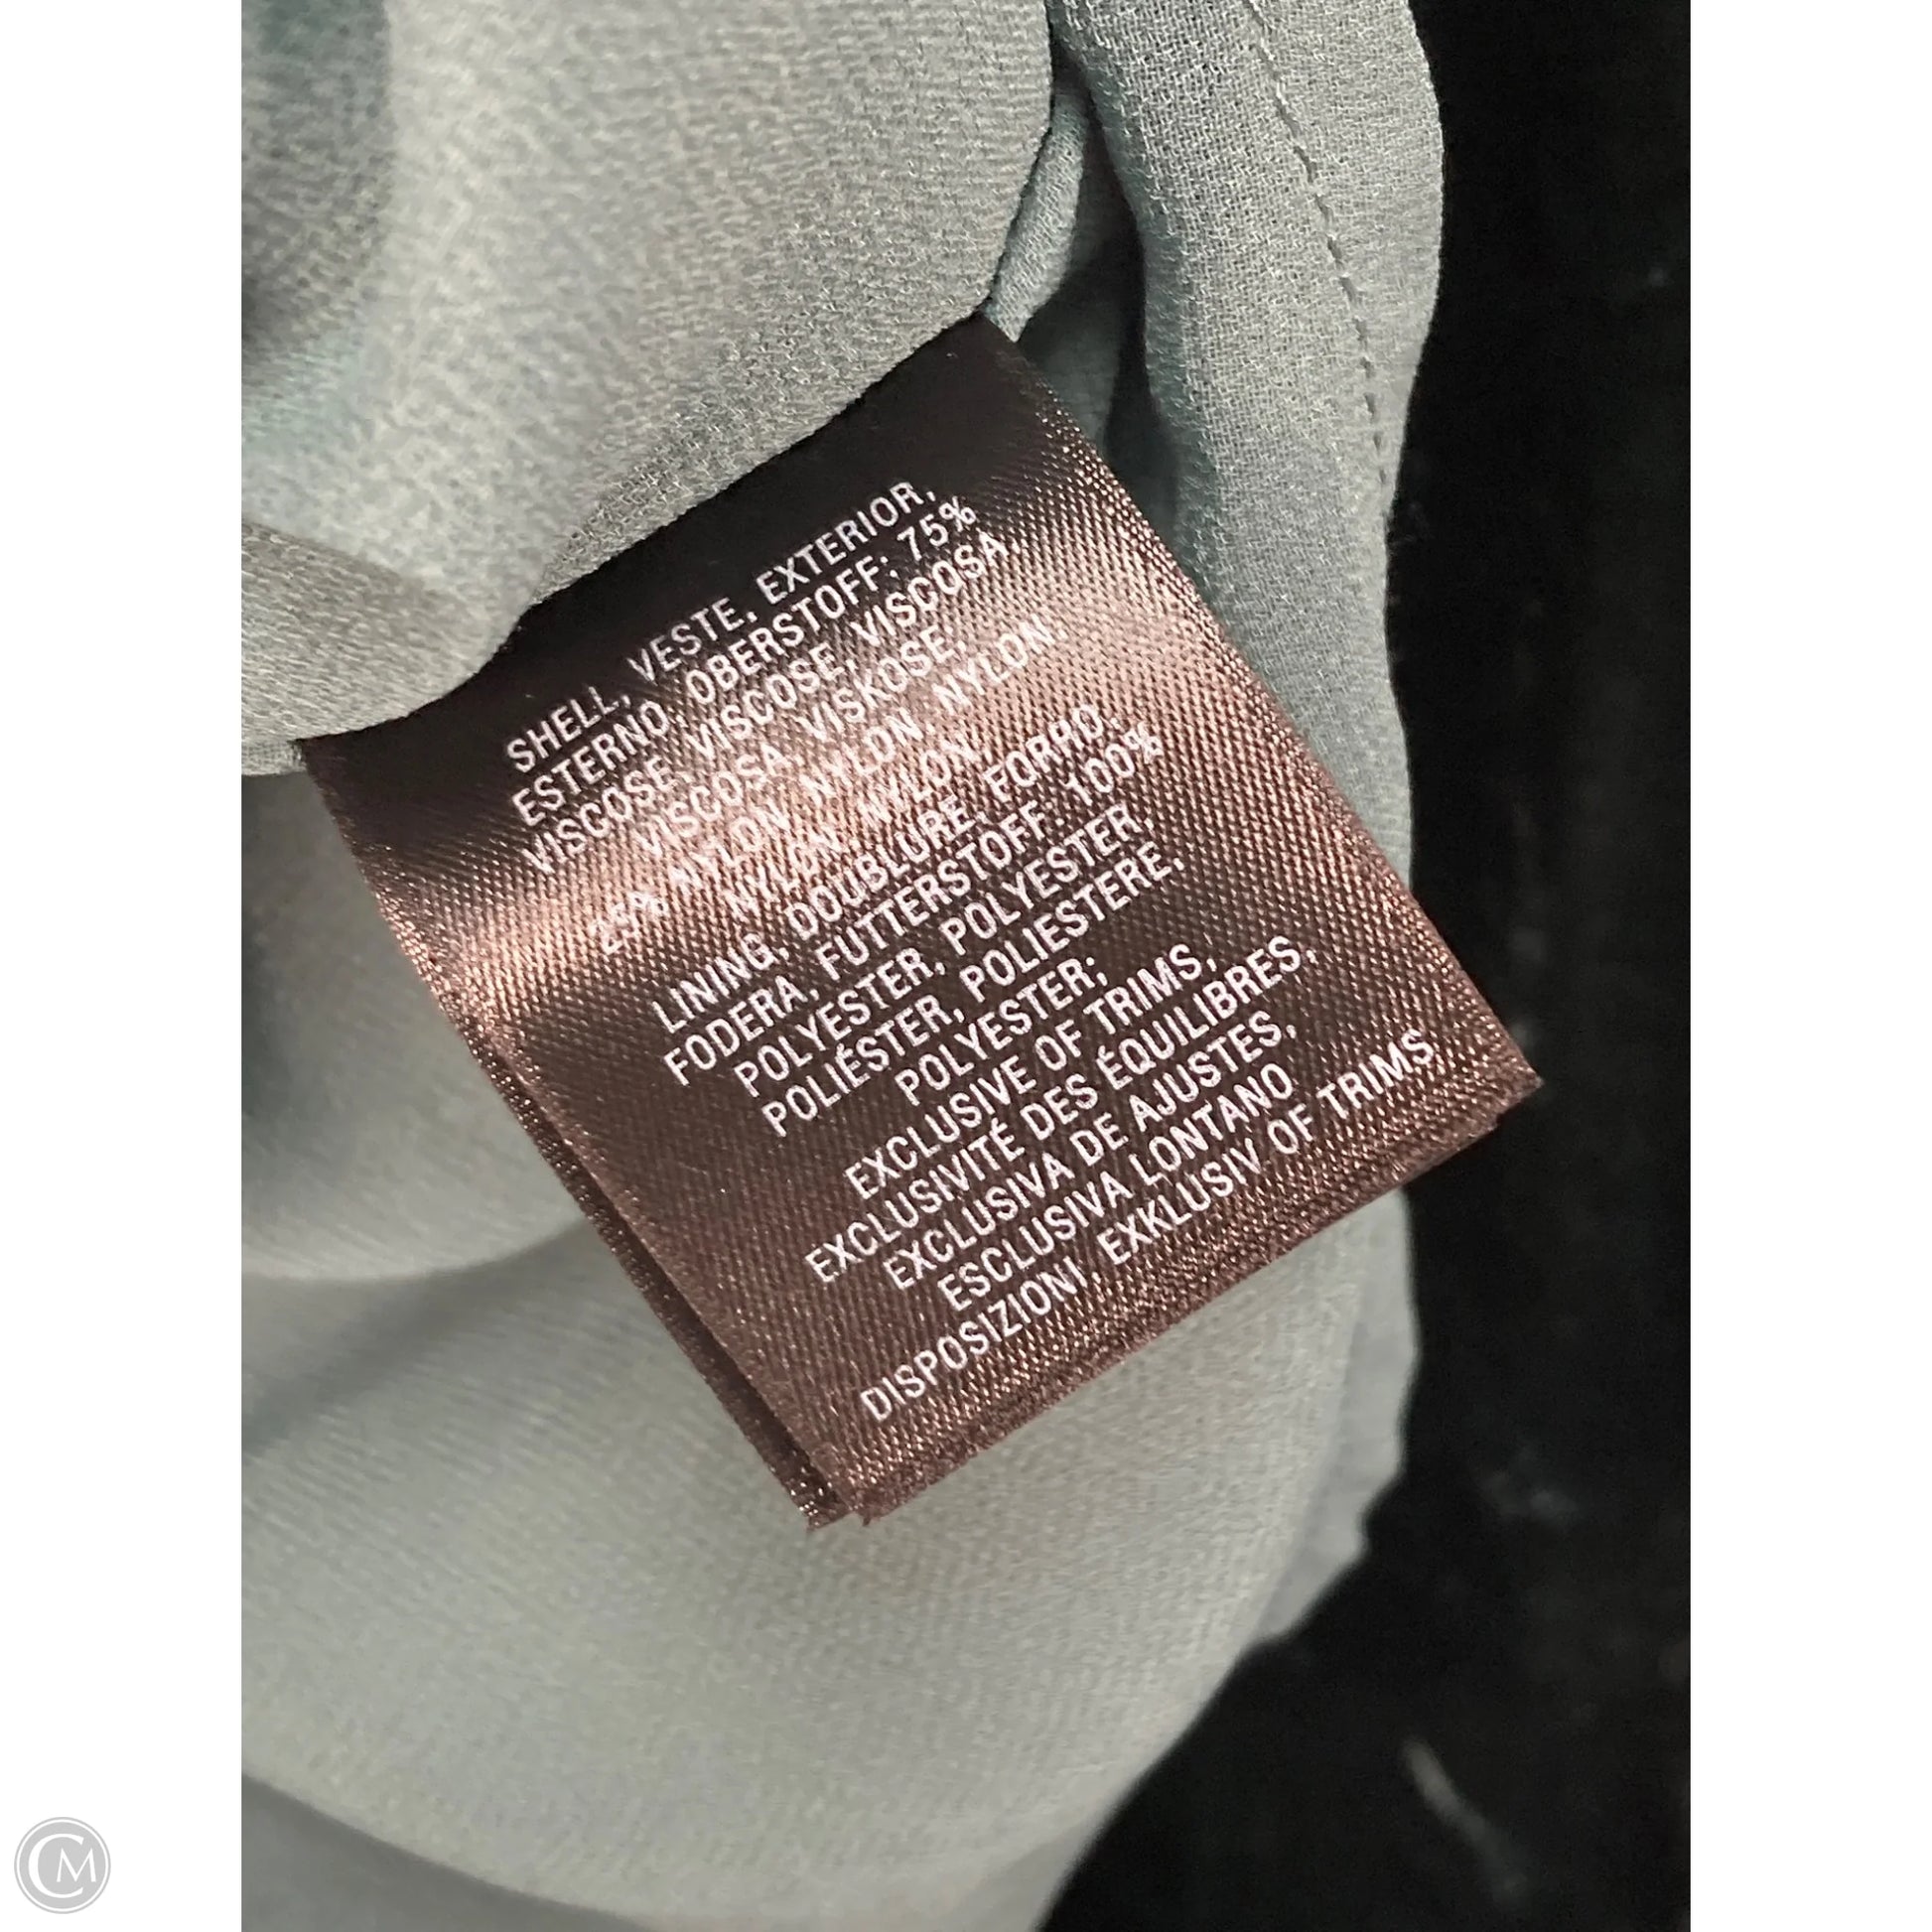 SHELL, VESTE, EXTERIOR,
ESTERNO, OBERSTOFF: 75%
VISCOSE, VISCOSE, VISCOSA,
VISCOSA, VISKOSE,
25% NYLON, NYLON, NYLON,
NYLON, NYLON;
LINING, DOUBLURE, FORRO,
FODERA, FUTTERSTOFF: 100%
POLYESTER, POLYESTER,
POLIÉSTER, POLIESTERE,
POLYESTER;
EXCLUSIVE OF TRIMS,
EXCLUSIVITÉ DES ÉQUILIBRES,
EXCLUSIVA DE AJUSTES,
ESCLUSIVA LONTANO
DISPOSIZIONI, EXKLUSIV OF TRIMS
CM